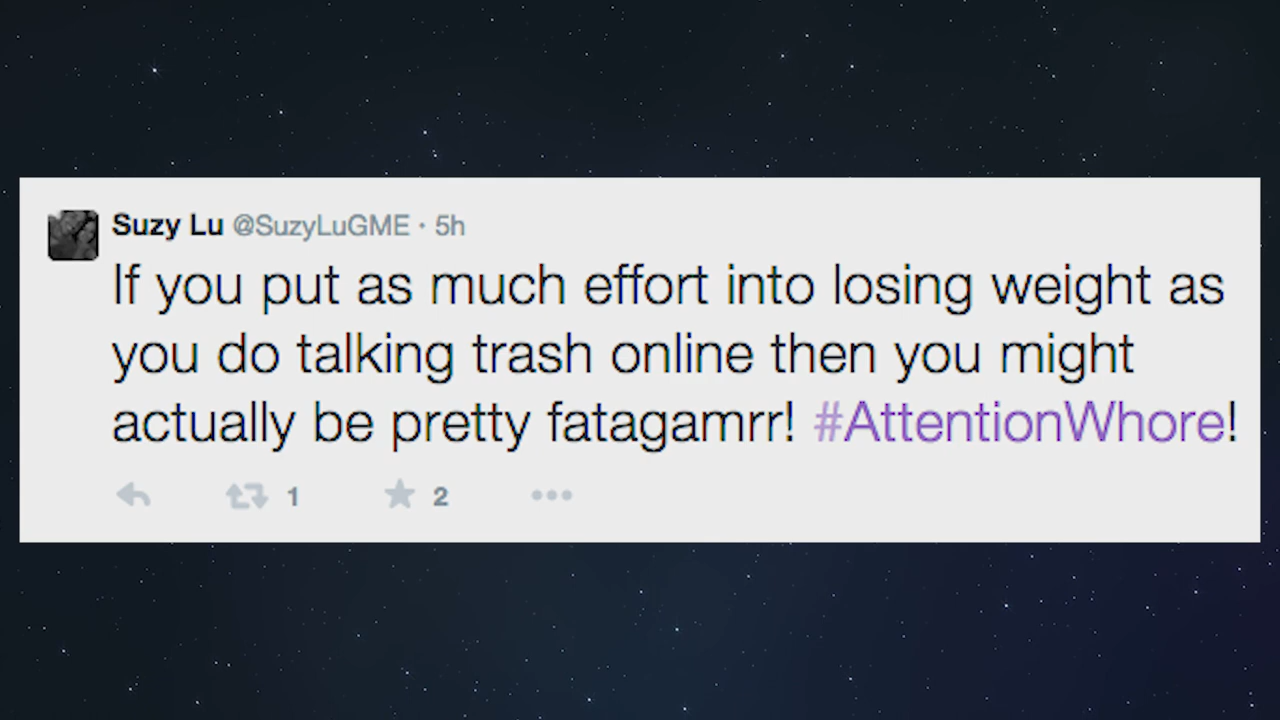 Suzy Lu @SuzyLuGME · 5h
If you put as much effort into losing weight as
you do talking trash online then you might
actually be pretty fatagamrr! #AttentionWhore!
1 2